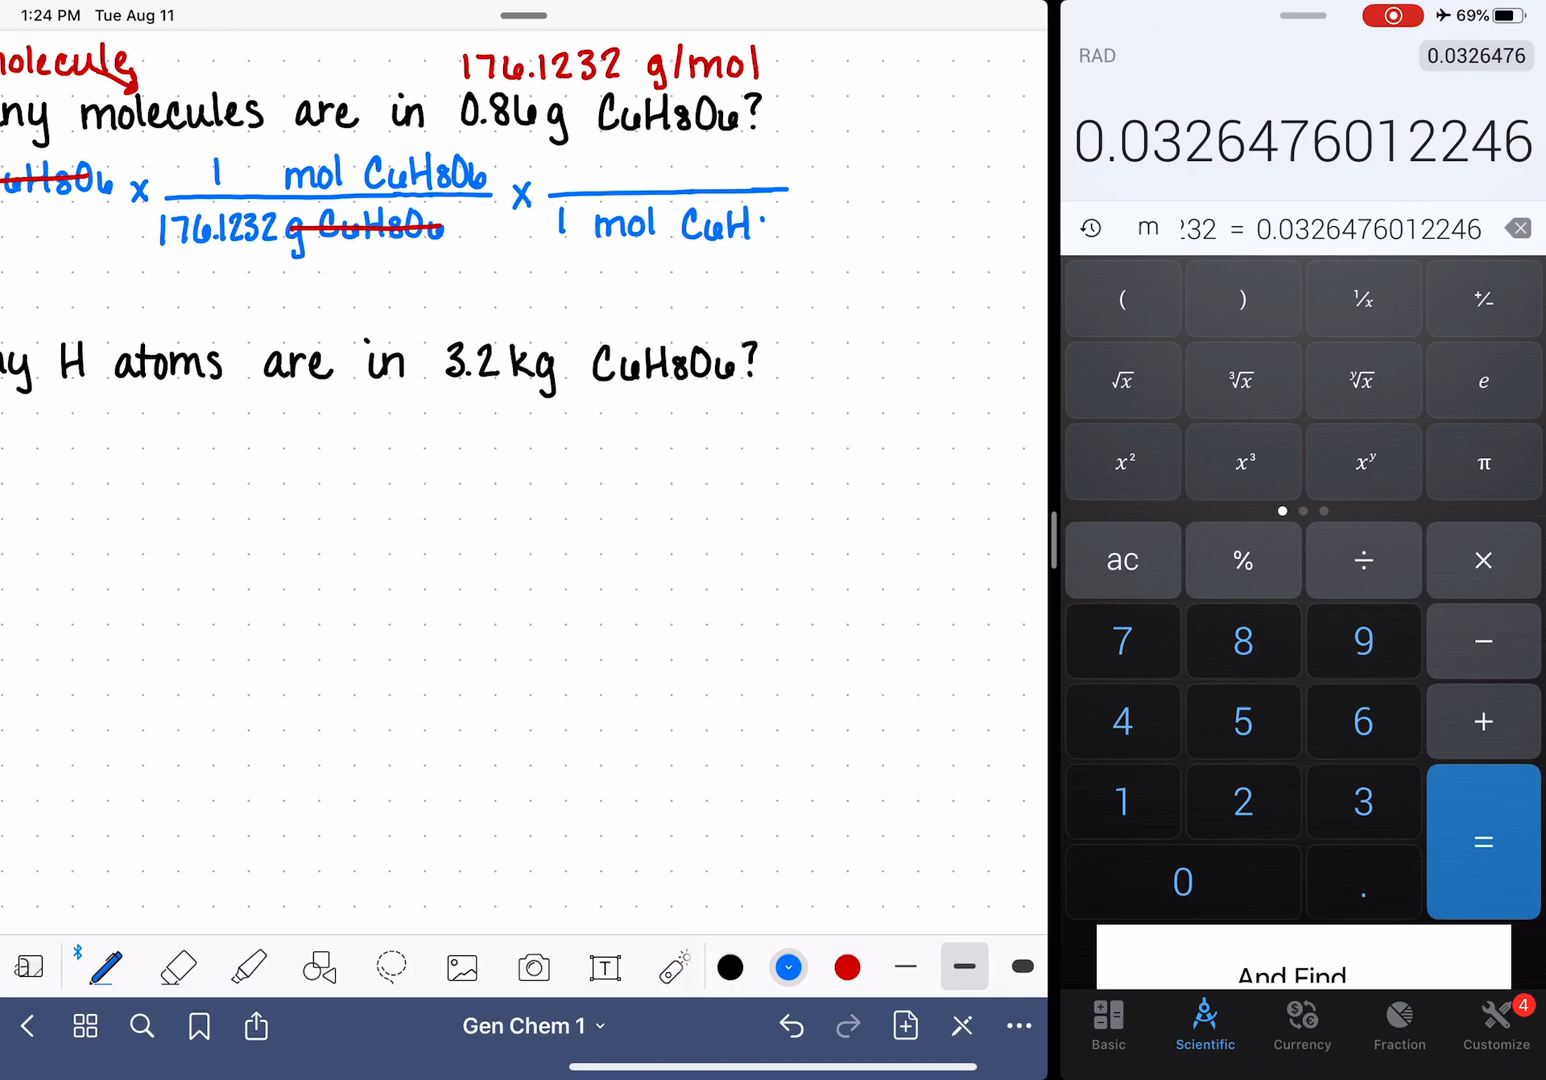 1:24 PM Tue Aug 11
69%
olecule
176.1232 g/mol
ny molecules are in 0.86g C6H8O6?
6H8O6 x 1 mol C6H8O6 x
176.1232 g C6H8O6 1 mol C6H
y H atoms are in 3.2 kg C6H8O6?
RAD 0.0326476
0.0326476012246
m 232 = 0.0326476012246
( ) 1/x +/-
√x ³√x ʸ√x e
x² x³ xʸ π
ac % ÷ ×
7 8 9 −
4 5 6 +
1 2 3 =
0 .
And Find
T
Gen Chem 1
Basic Scientific Currency Fraction Customize
4